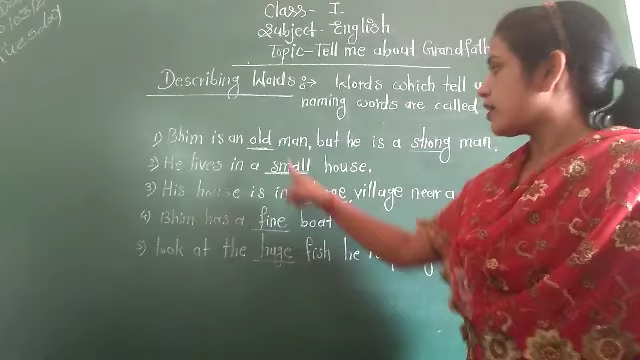 Tuesday
Class - I
Subject - English
Topic - Tell me about Grandfath
Describing Words :→ Words which tell u
naming words are called
1) Bhim is an old man, but he is a strong man.
2) He lives in a small house.
3) His house is in village near a
4) Bhim has a fine boat
5) Look at the huge fish he